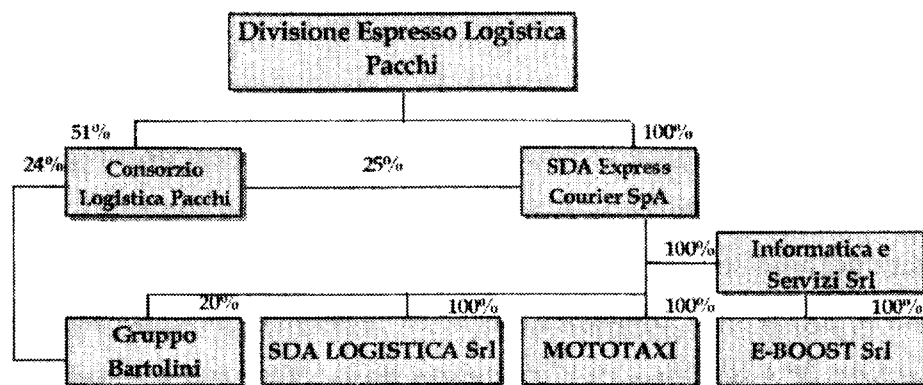 Divisione Espresso Logistica
Pacchi
51%
100%
24%
Consorzio
Logistica Pacchi
25%
SDA Express
Courier SpA
100%
Informatica e
Servizi Srl
20%
100%
100%
100%
Gruppo
Bartolini
SDA LOGISTICA Srl
MOTOTAXI
E-BOOST Srl